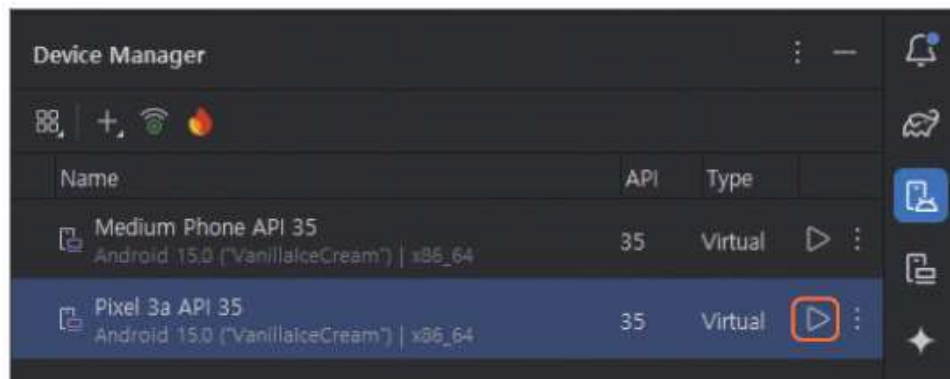 Device Manager
Name API Type
Medium Phone API 35
Android 15.0 ("VanillaIceCream") | x86_64
35 Virtual
Pixel 3a API 35
Android 15.0 ("VanillaIceCream") | x86_64
35 Virtual